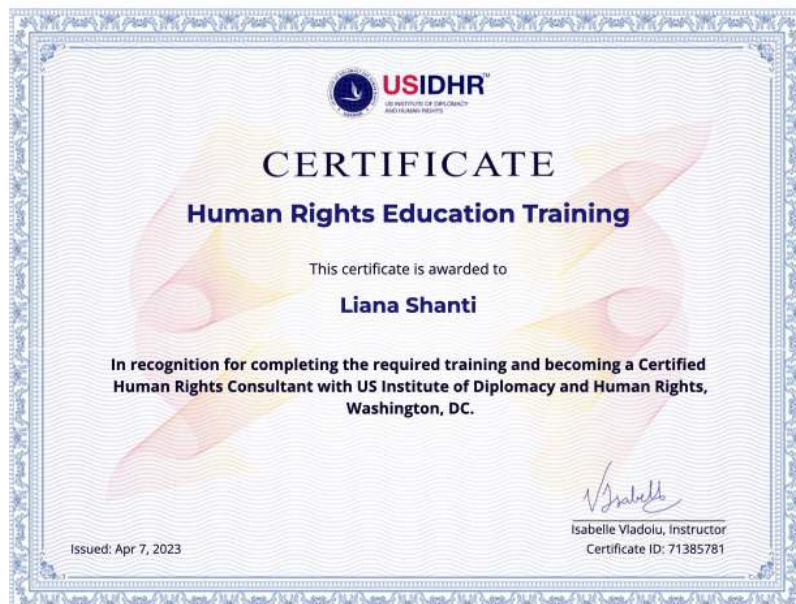 USIDHR™
US INSTITUTE OF DIPLOMACY
AND HUMAN RIGHTS
CERTIFICATE
Human Rights Education Training
This certificate is awarded to
Liana Shanti
In recognition for completing the required training and becoming a Certified
Human Rights Consultant with US Institute of Diplomacy and Human Rights,
Washington, DC.
Isabelle Vladoiu, Instructor
Issued: Apr 7, 2023
Certificate ID: 71385781